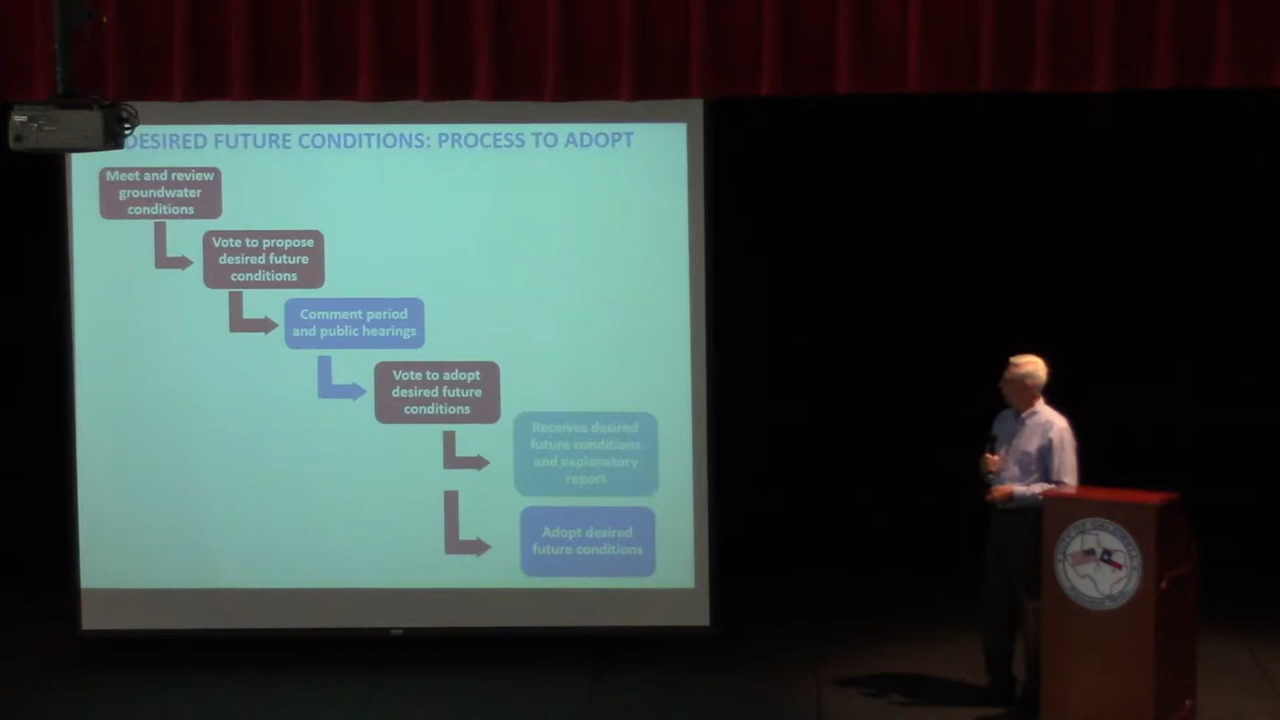 DESIRED FUTURE CONDITIONS: PROCESS TO ADOPT
Meet and review
groundwater
conditions
Vote to propose
desired future
conditions
Comment period
and public hearings
Vote to adopt
desired future
conditions
Receives desired
future conditions
and explanatory
report
Adopt desired
future conditions